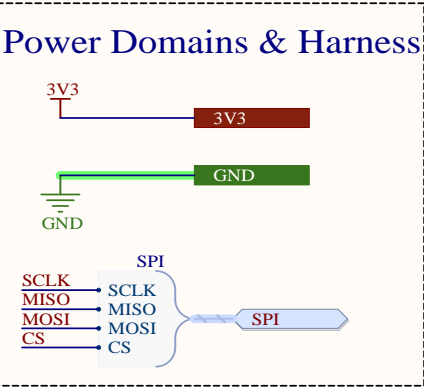 Power Domains & Harness
3V3
3V3
GND
GND
SPI
SCLK SCLK
MISO MISO
MOSI MOSI
CS CS
SPI